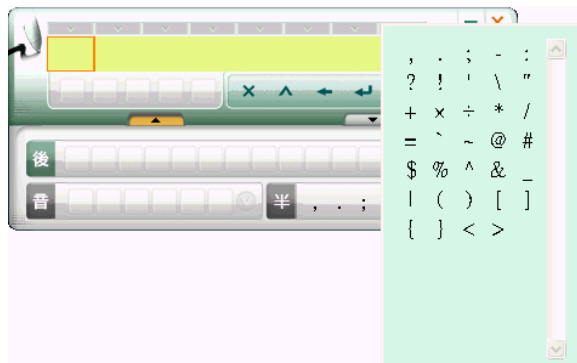 , . ; - :
? ! ' \ "
+ × ÷ * /
= ` ~ @ #
$ % ^ & _
| ( ) [ ]
{ } < >
後
音 半 , . ;